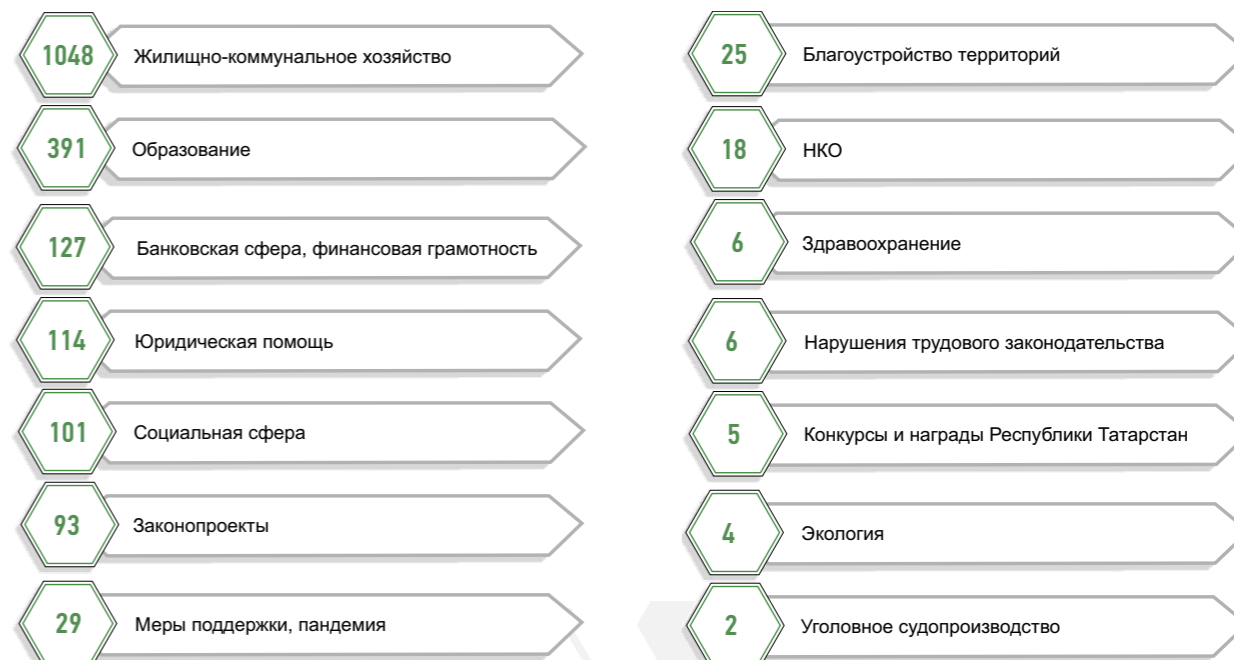 1048 Жилищно-коммунальное хозяйство
391 Образование
127 Банковская сфера, финансовая грамотность
114 Юридическая помощь
101 Социальная сфера
93 Законопроекты
29 Меры поддержки, пандемия
25 Благоустройство территорий
18 НКО
6 Здравоохранение
6 Нарушения трудового законодательства
5 Конкурсы и награды Республики Татарстан
4 Экология
2 Уголовное судопроизводство